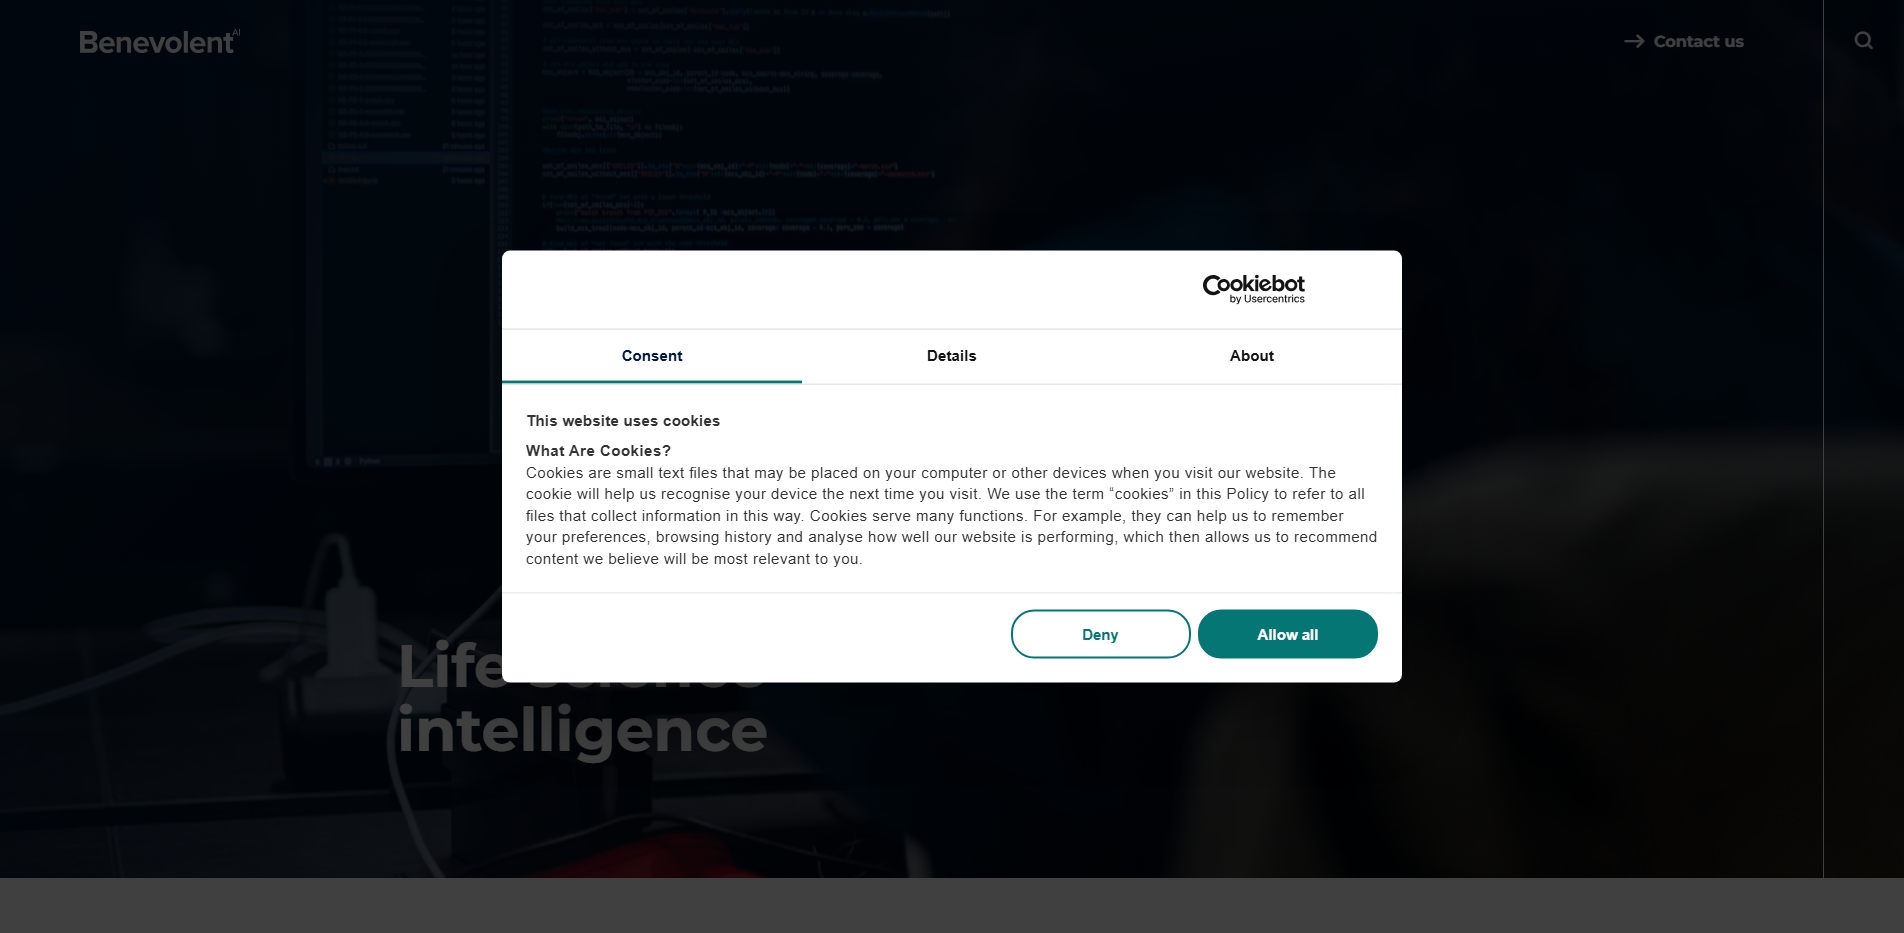 Benevolent AI
Contact us
Cookiebot
by Usercentrics
Consent
Details
About
This website uses cookies
What Are Cookies?
Cookies are small text files that may be placed on your computer or other devices when you visit our website. The
cookie will help us recognise your device the next time you visit. We use the term “cookies” in this Policy to refer to all
files that collect information in this way. Cookies serve many functions. For example, they can help us to remember
your preferences, browsing history and analyse how well our website is performing, which then allows us to recommend
content we believe will be most relevant to you.
Deny
Allow all
Life science
intelligence